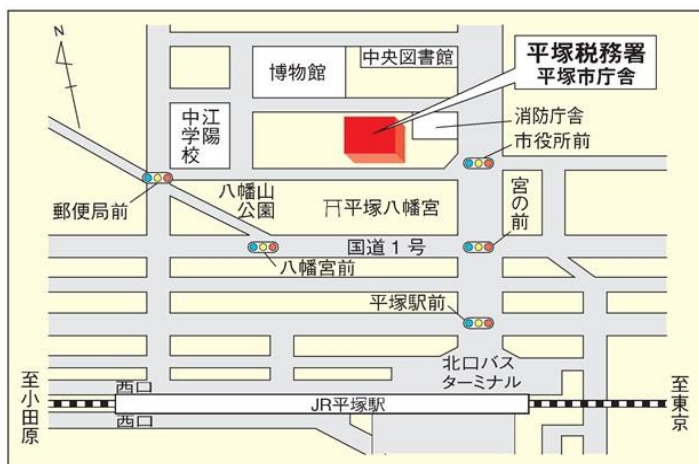 N
平塚税務署
平塚市庁舎
中央図書館
博物館
消防庁舎
市役所前
江陽
中学校
八幡山
公園
平塚八幡宮
宮の前
郵便局前
国道1号
八幡宮前
平塚駅前
北口バス
ターミナル
西口
JR平塚駅
西口
至小田原
至東京